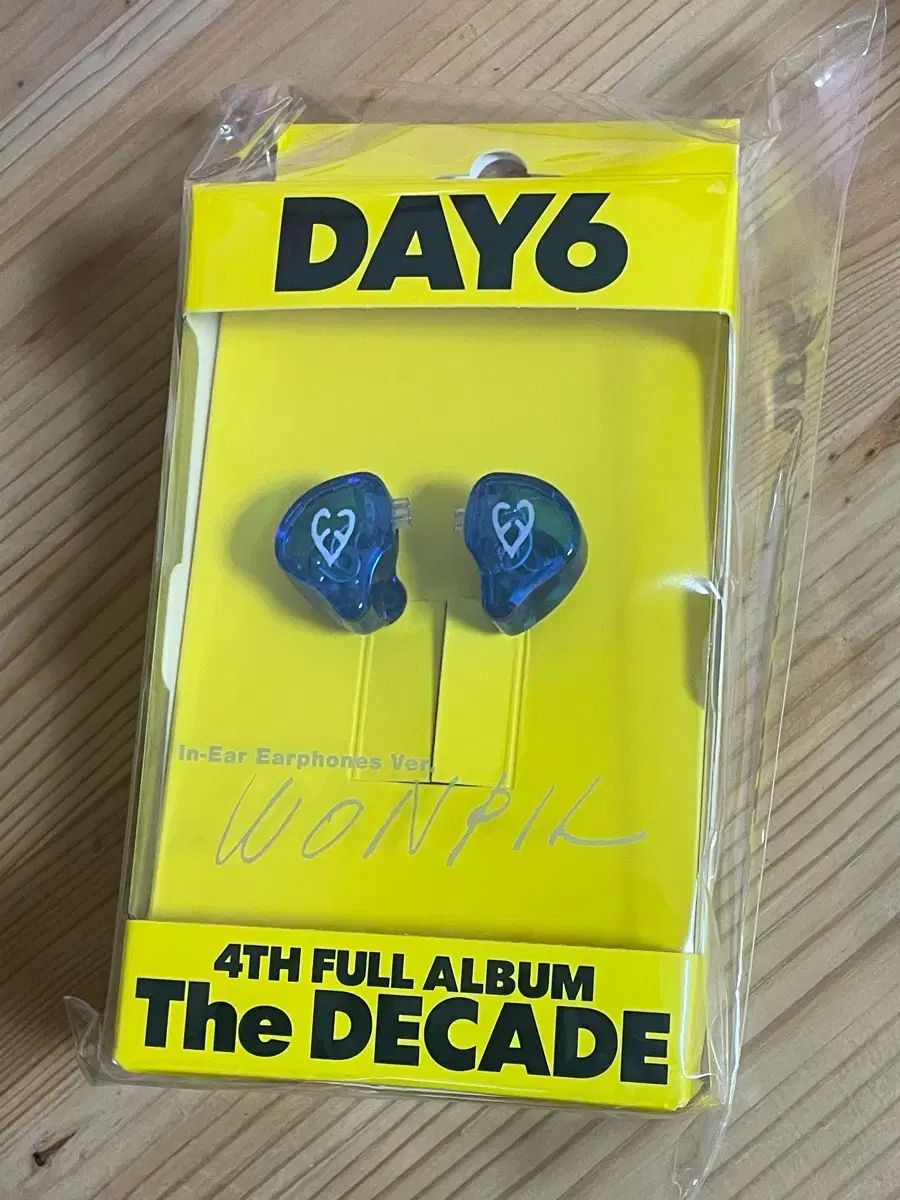 DAY6
In-Ear Earphones Ver.
WONPIL
4TH FULL ALBUM
The DECADE